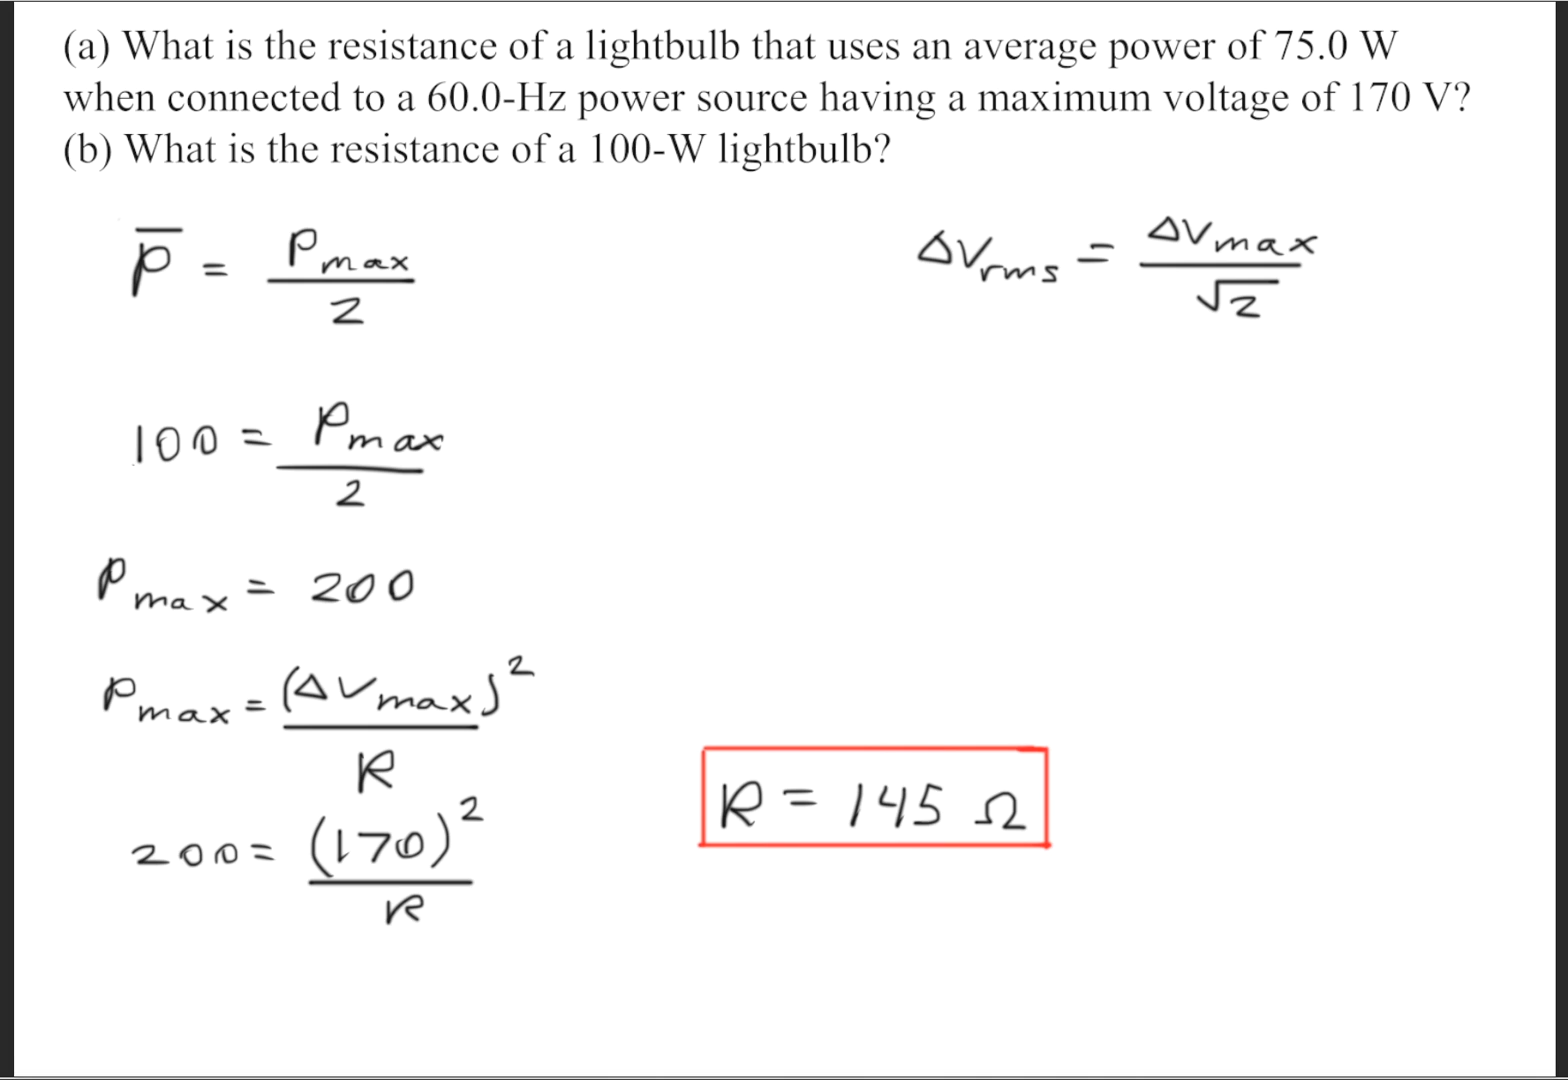 (a) What is the resistance of a lightbulb that uses an average power of 75.0 W
when connected to a 60.0-Hz power source having a maximum voltage of 170 V?
(b) What is the resistance of a 100-W lightbulb?
P̅ = Pmax / 2
ΔVrms = ΔVmax / √2
100 = Pmax / 2
Pmax = 200
Pmax = (ΔVmax)² / R
200 = (170)² / R
R = 145 Ω